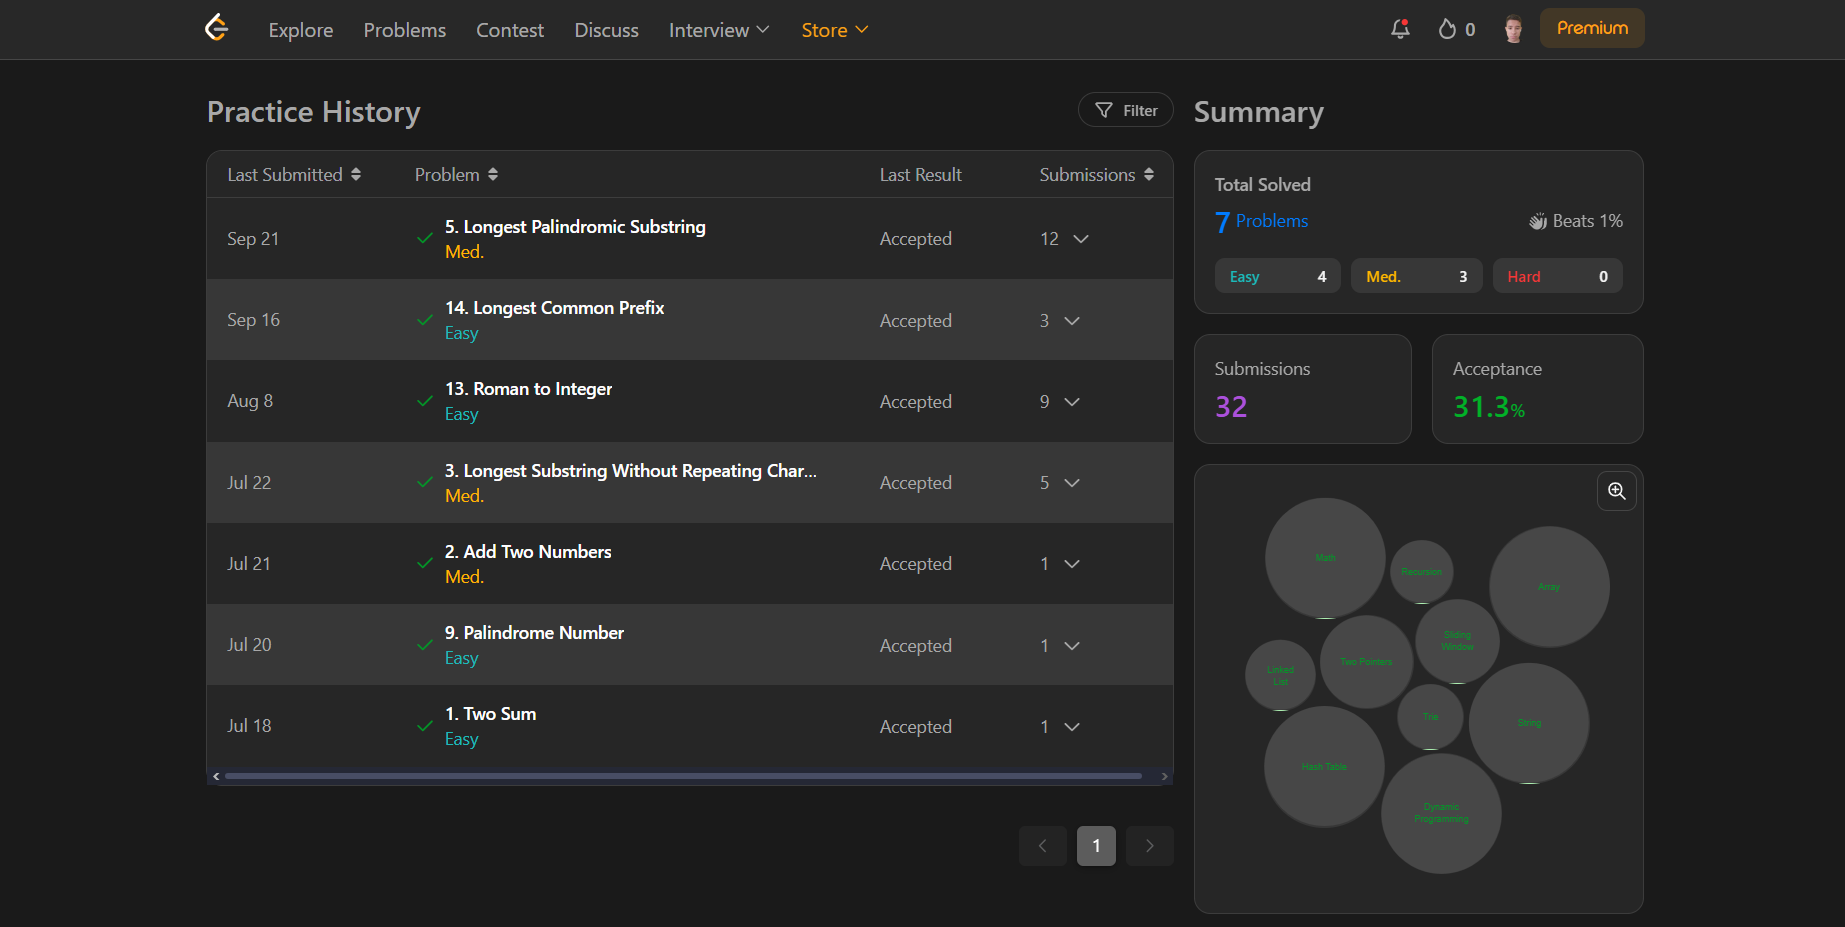 Explore Problems Contest Discuss Interview Store 0 Premium
Practice History Filter
Last Submitted Problem Last Result Submissions
Sep 21 5. Longest Palindromic Substring Accepted 12
Med.
Sep 16 14. Longest Common Prefix Accepted 3
Easy
Aug 8 13. Roman to Integer Accepted 9
Easy
Jul 22 3. Longest Substring Without Repeating Char... Accepted 5
Med.
Jul 21 2. Add Two Numbers Accepted 1
Med.
Jul 20 9. Palindrome Number Accepted 1
Easy
Jul 18 1. Two Sum Accepted 1
Easy
1
Summary
Total Solved
7 Problems Beats 1%
Easy 4 Med. 3 Hard 0
Submissions
32
Acceptance
31.3%
Math
Recursion
Array
Sliding
Window
Two Pointers
Linked
List
Trie
String
Hash Table
Dynamic
Programming